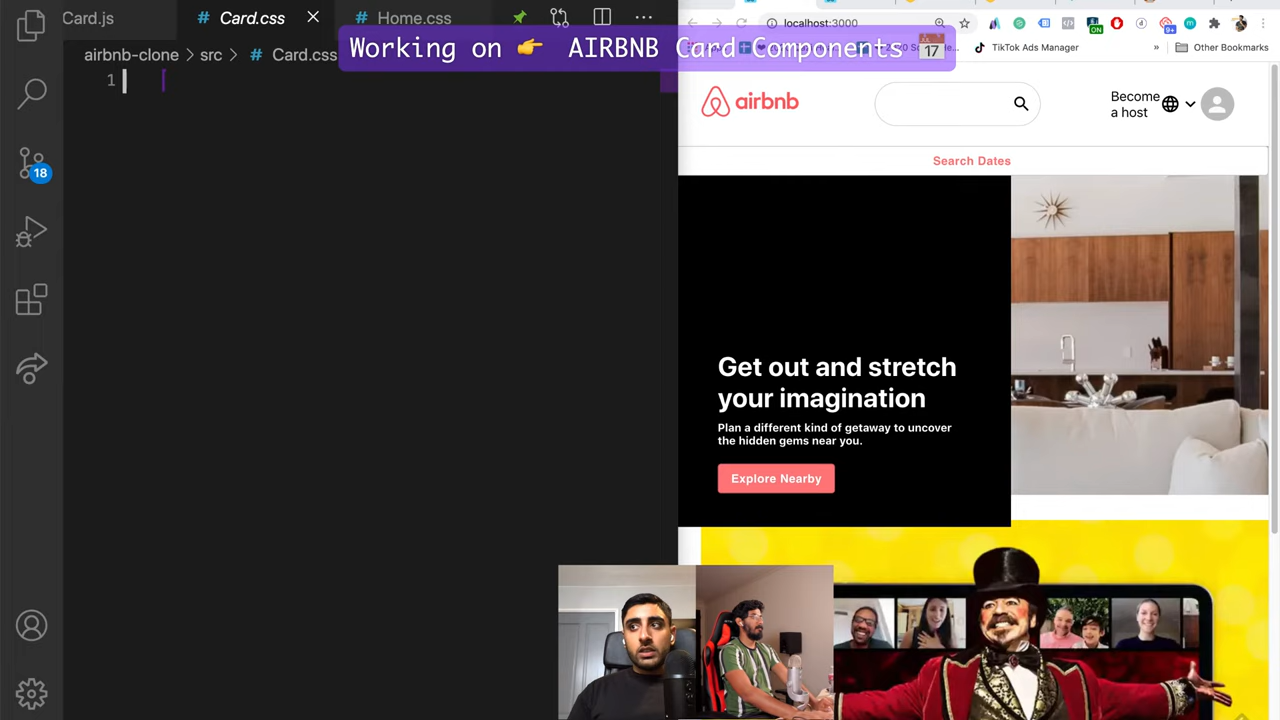 Card.js
# Card.css
# Home.css
Working on 👉 AIRBNB Card Components 17
airbnb-clone > src > # Card.css
1
18
localhost:3000
ON
9+
TikTok Ads Manager
»
Other Bookmarks
airbnb
Become
a host
Search Dates
Get out and stretch
your imagination
Plan a different kind of getaway to uncover
the hidden gems near you.
Explore Nearby